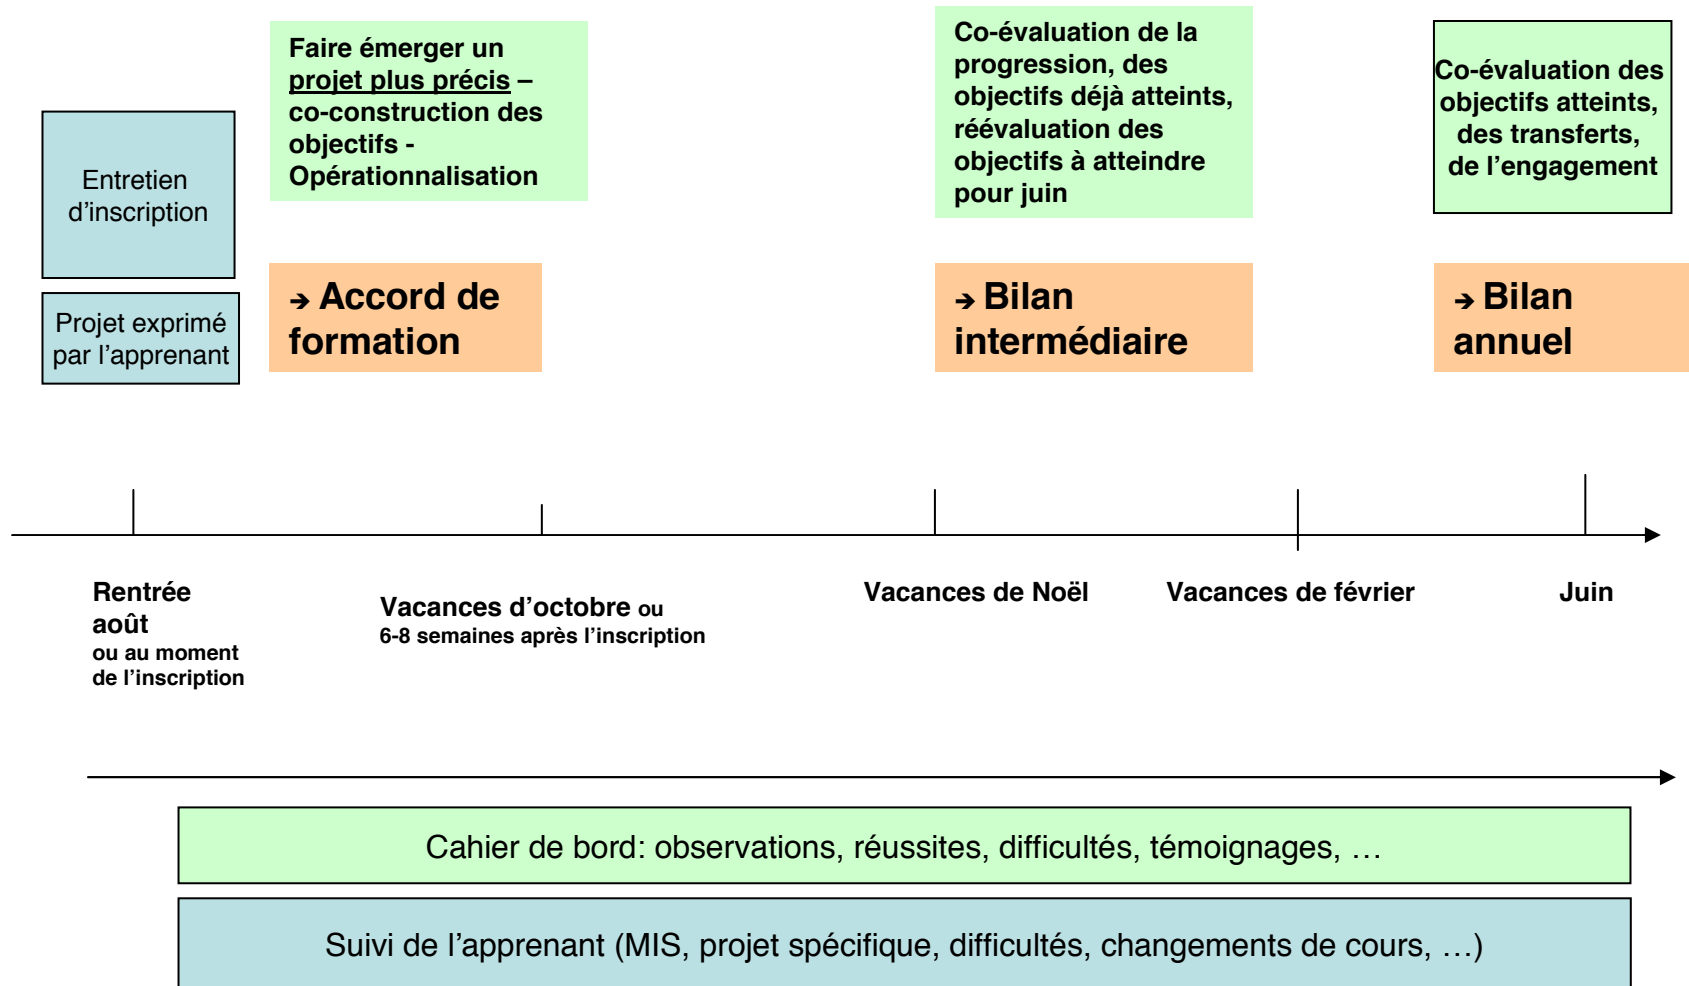 Entretien
d’inscription
Projet exprimé
par l’apprenant
Faire émerger un
projet plus précis –
co-construction des
objectifs -
Opérationnalisation
➔ Accord de
formation
Co-évaluation de la
progression, des
objectifs déjà atteints,
réévaluation des
objectifs à atteindre
pour juin
➔ Bilan
intermédiaire
Co-évaluation des
objectifs atteints,
des transferts,
de l’engagement
➔ Bilan
annuel
Rentrée
août
ou au moment
de l’inscription
Vacances d’octobre ou
6-8 semaines après l’inscription
Vacances de Noël
Vacances de février
Juin
Cahier de bord: observations, réussites, difficultés, témoignages, …
Suivi de l’apprenant (MIS, projet spécifique, difficultés, changements de cours, …)